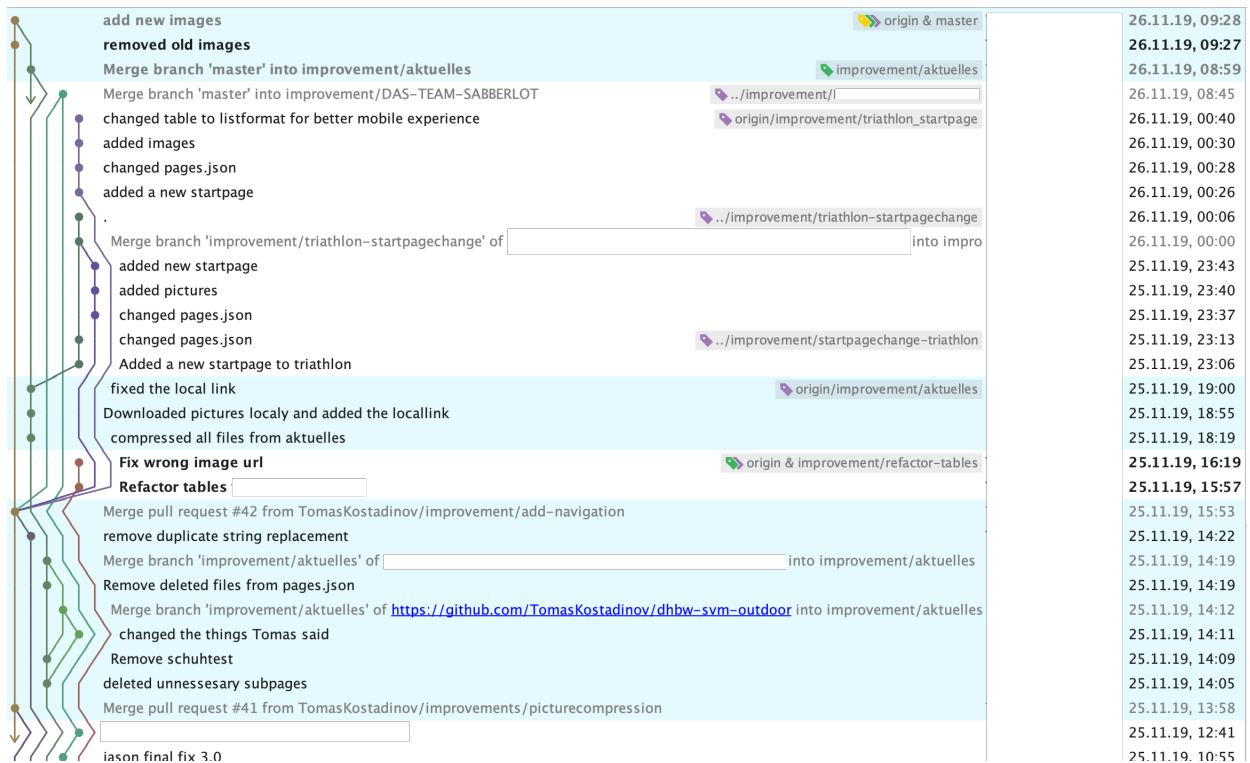 add new images origin & master 26.11.19, 09:28
removed old images 26.11.19, 09:27
Merge branch 'master' into improvement/aktuelles improvement/aktuelles 26.11.19, 08:59
Merge branch 'master' into improvement/DAS-TEAM-SABBERLOT ../improvement/ 26.11.19, 08:45
changed table to listformat for better mobile experience origin/improvement/triathlon_startpage 26.11.19, 00:40
added images 26.11.19, 00:30
changed pages.json 26.11.19, 00:28
added a new startpage 26.11.19, 00:26
. ../improvement/triathlon-startpagechange 26.11.19, 00:06
Merge branch 'improvement/triathlon-startpagechange' of into impro 26.11.19, 00:00
added new startpage 25.11.19, 23:43
added pictures 25.11.19, 23:40
changed pages.json 25.11.19, 23:37
changed pages.json ../improvement/startpagechange-triathlon 25.11.19, 23:13
Added a new startpage to triathlon 25.11.19, 23:06
fixed the local link origin/improvement/aktuelles 25.11.19, 19:00
Downloaded pictures localy and added the locallink 25.11.19, 18:55
compressed all files from aktuelles 25.11.19, 18:19
Fix wrong image url origin & improvement/refactor-tables 25.11.19, 16:19
Refactor tables 25.11.19, 15:57
Merge pull request #42 from TomasKostadinov/improvement/add-navigation 25.11.19, 15:53
remove duplicate string replacement 25.11.19, 14:22
Merge branch 'improvement/aktuelles' of into improvement/aktuelles 25.11.19, 14:19
Remove deleted files from pages.json 25.11.19, 14:19
Merge branch 'improvement/aktuelles' of https://github.com/TomasKostadinov/dhbw-svm-outdoor into improvement/aktuelles 25.11.19, 14:12
changed the things Tomas said 25.11.19, 14:11
Remove schuhtest 25.11.19, 14:09
deleted unnessesary subpages 25.11.19, 14:05
Merge pull request #41 from TomasKostadinov/improvements/picturecompression 25.11.19, 13:58
25.11.19, 12:41
jason final fix 3.0 25.11.19, 10:55